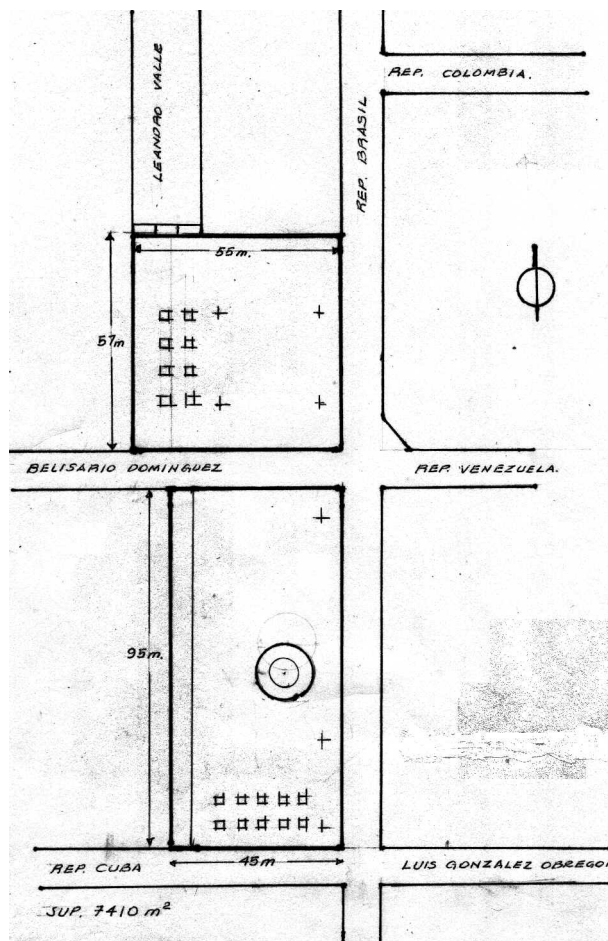 LEANDRO VALLE
REP. COLOMBIA.
REP. BRASIL
55m.
57m
BELISARIO DOMINGUEZ
REP. VENEZUELA.
95m.
45m
REP. CUBA
LUIS GONZÁLEZ OBREGON
SUP. 7410 m²